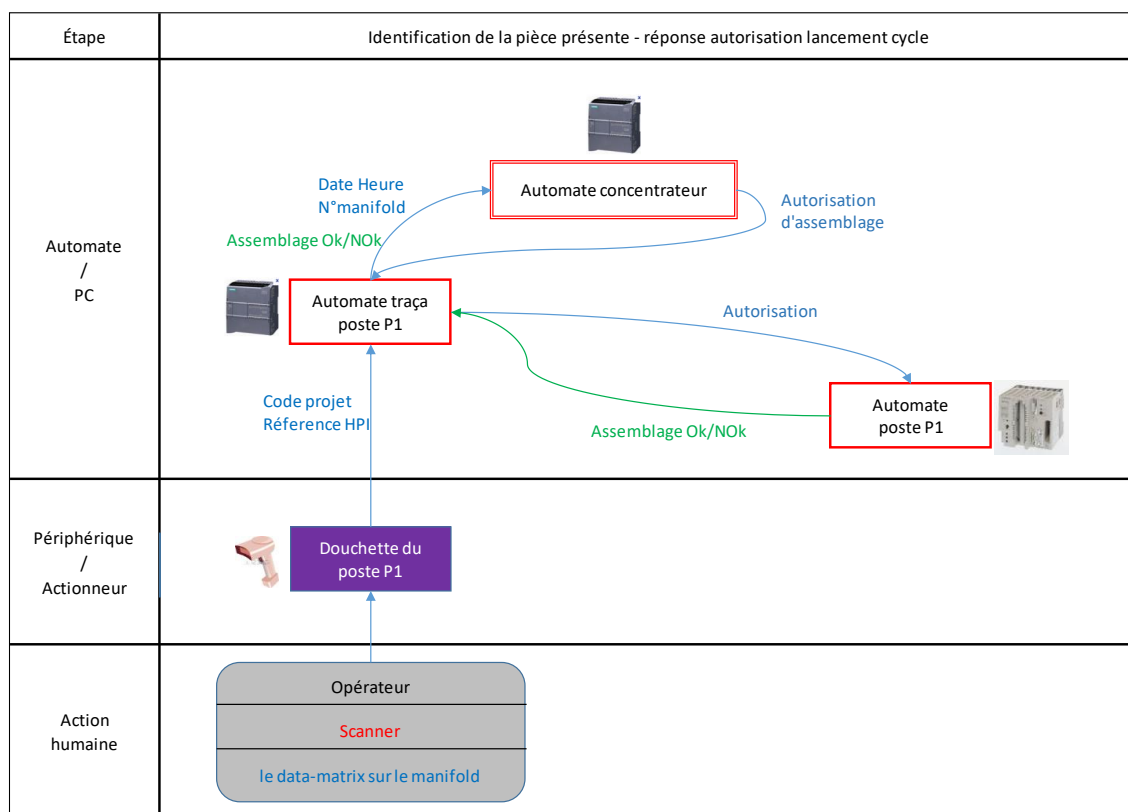 Étape
Identification de la pièce présente - réponse autorisation lancement cycle
Automate
/
PC
Automate concentrateur
Date Heure
N°manifold
Autorisation
d'assemblage
Assemblage Ok/NOk
Automate traça
poste P1
Autorisation
Code projet
Réference HPI
Automate
poste P1
Assemblage Ok/NOk
Périphérique
/
Actionneur
Douchette du
poste P1
Action
humaine
Opérateur
Scanner
le data-matrix sur le manifold